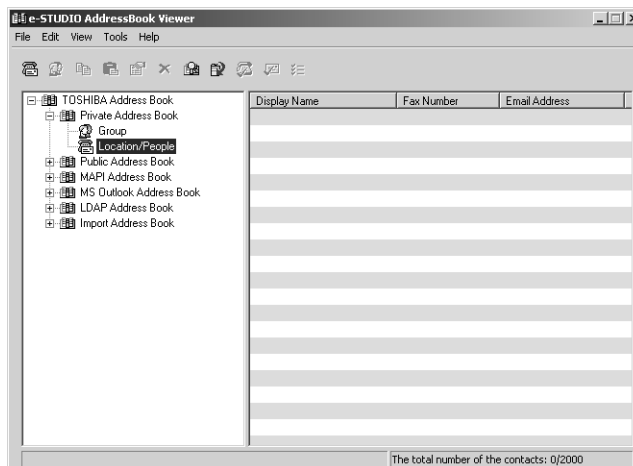 e-STUDIO AddressBook Viewer
File Edit View Tools Help
TOSHIBA Address Book
Private Address Book
Group
Location/People
Public Address Book
MAPI Address Book
MS Outlook Address Book
LDAP Address Book
Import Address Book
Display Name Fax Number Email Address
The total number of the contacts: 0/2000